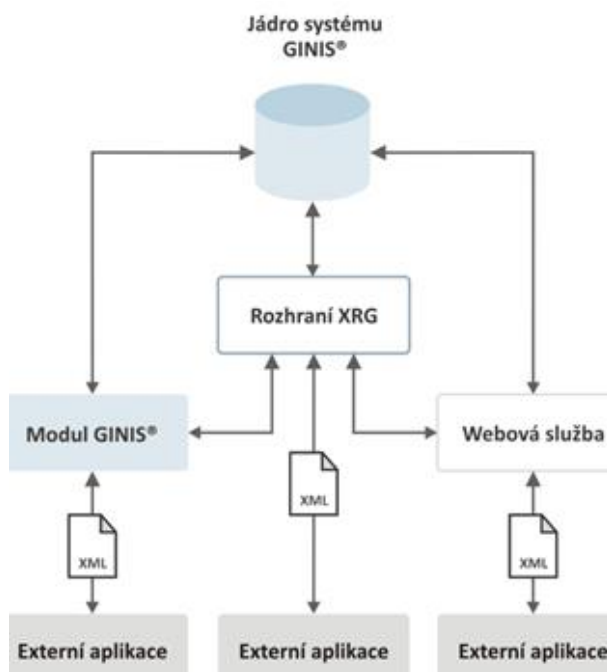 Jádro systému
GINIS®
Rozhraní XRG
Modul GINIS®
Webová služba
XML
XML
XML
Externí aplikace
Externí aplikace
Externí aplikace